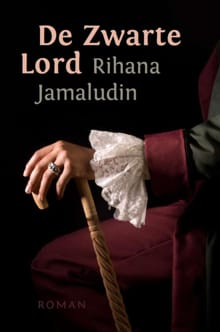 De Zwarte
Lord Rihana
Jamaludin
ROMAN